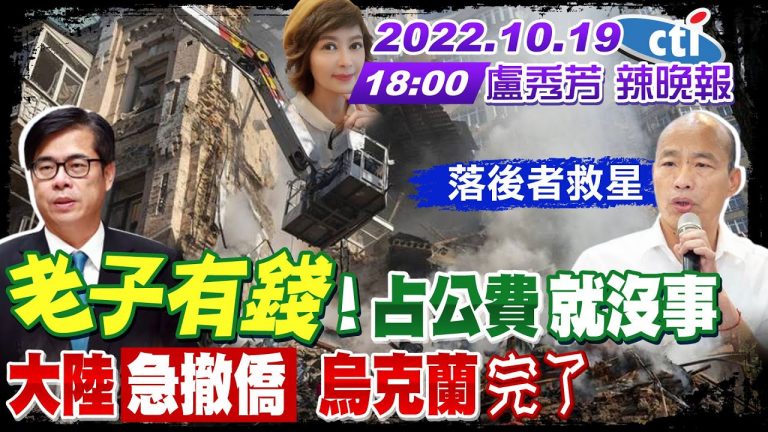 2022.10.19 cti
18:00 盧秀芳 辣晚報
落後者救星
老子有錢! 占公費就沒事
大陸急撤僑 烏克蘭完了